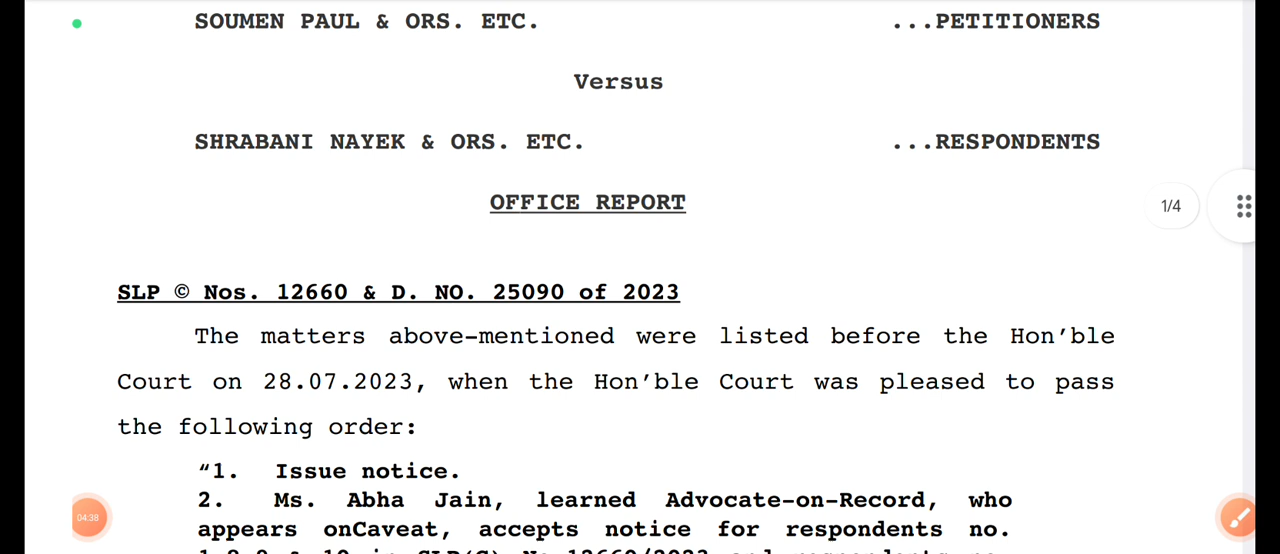 SOUMEN PAUL & ORS. ETC. ...PETITIONERS
Versus
SHRABANI NAYEK & ORS. ETC. ...RESPONDENTS
OFFICE REPORT
1/4
SLP © Nos. 12660 & D. NO. 25090 of 2023
The matters above-mentioned were listed before the Hon'ble
Court on 28.07.2023, when the Hon'ble Court was pleased to pass
the following order:
"1. Issue notice.
2. Ms. Abha Jain, learned Advocate-on-Record, who
appears onCaveat, accepts notice for respondents no.
04:38